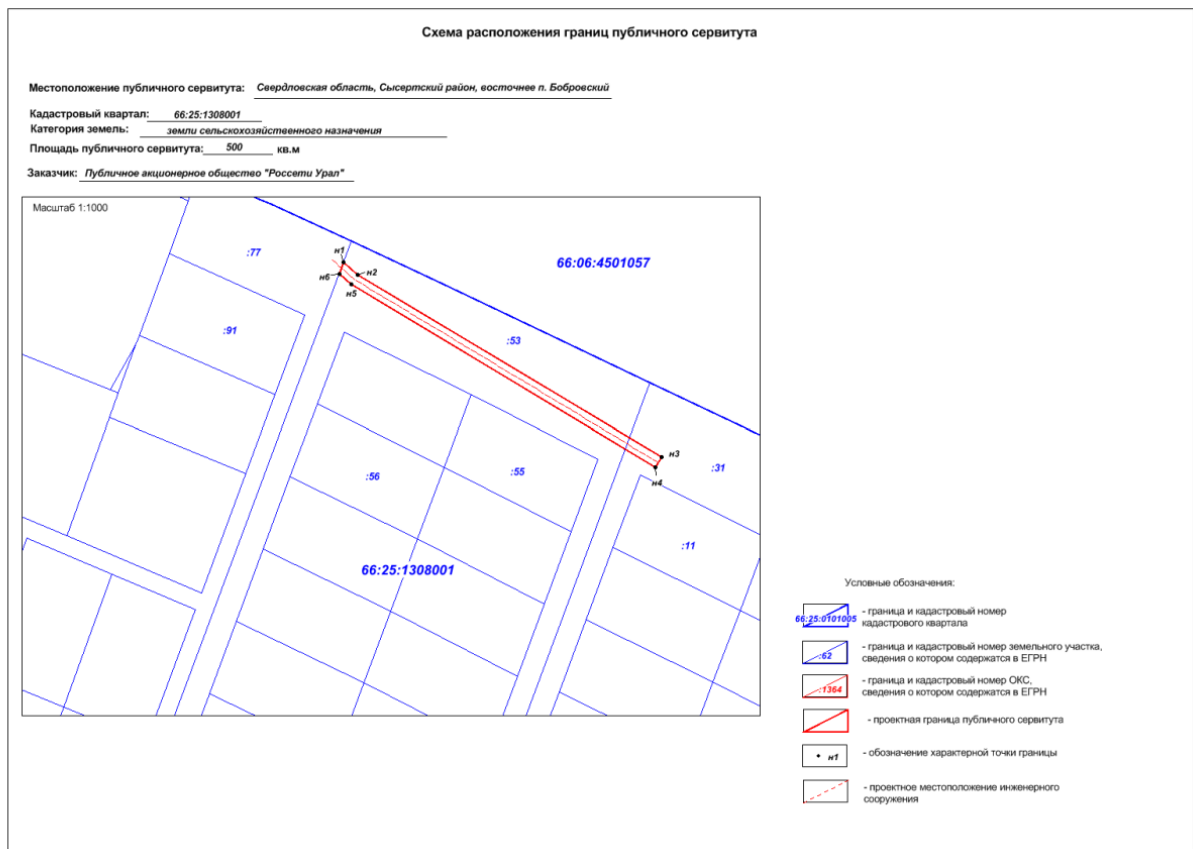 Схема расположения границ публичного сервитута
Местоположение публичного сервитута: Свердловская область, Сысертский район, восточнее п. Бобровский
Кадастровый квартал: 66:25:1308001
Категория земель: земли сельскохозяйственного назначения
Площадь публичного сервитута: 500 кв.м
Заказчик: Публичное акционерное общество "Россети Урал"
Масштаб 1:1000
:77
н1
66:06:4501057
н6
н2
н5
:91
:53
н3
:31
н4
:56
:55
:11
66:25:1308001
Условные обозначения:
66:25:0101005
- граница и кадастровый номер
кадастрового квартала
:62
- граница и кадастровый номер земельного участка,
сведения о котором содержатся в ЕГРН
:1364
- граница и кадастровый номер ОКС,
сведения о котором содержатся в ЕГРН
- проектная граница публичного сервитута
н1
- обозначение характерной точки границы
- проектное местоположение инженерного
сооружения